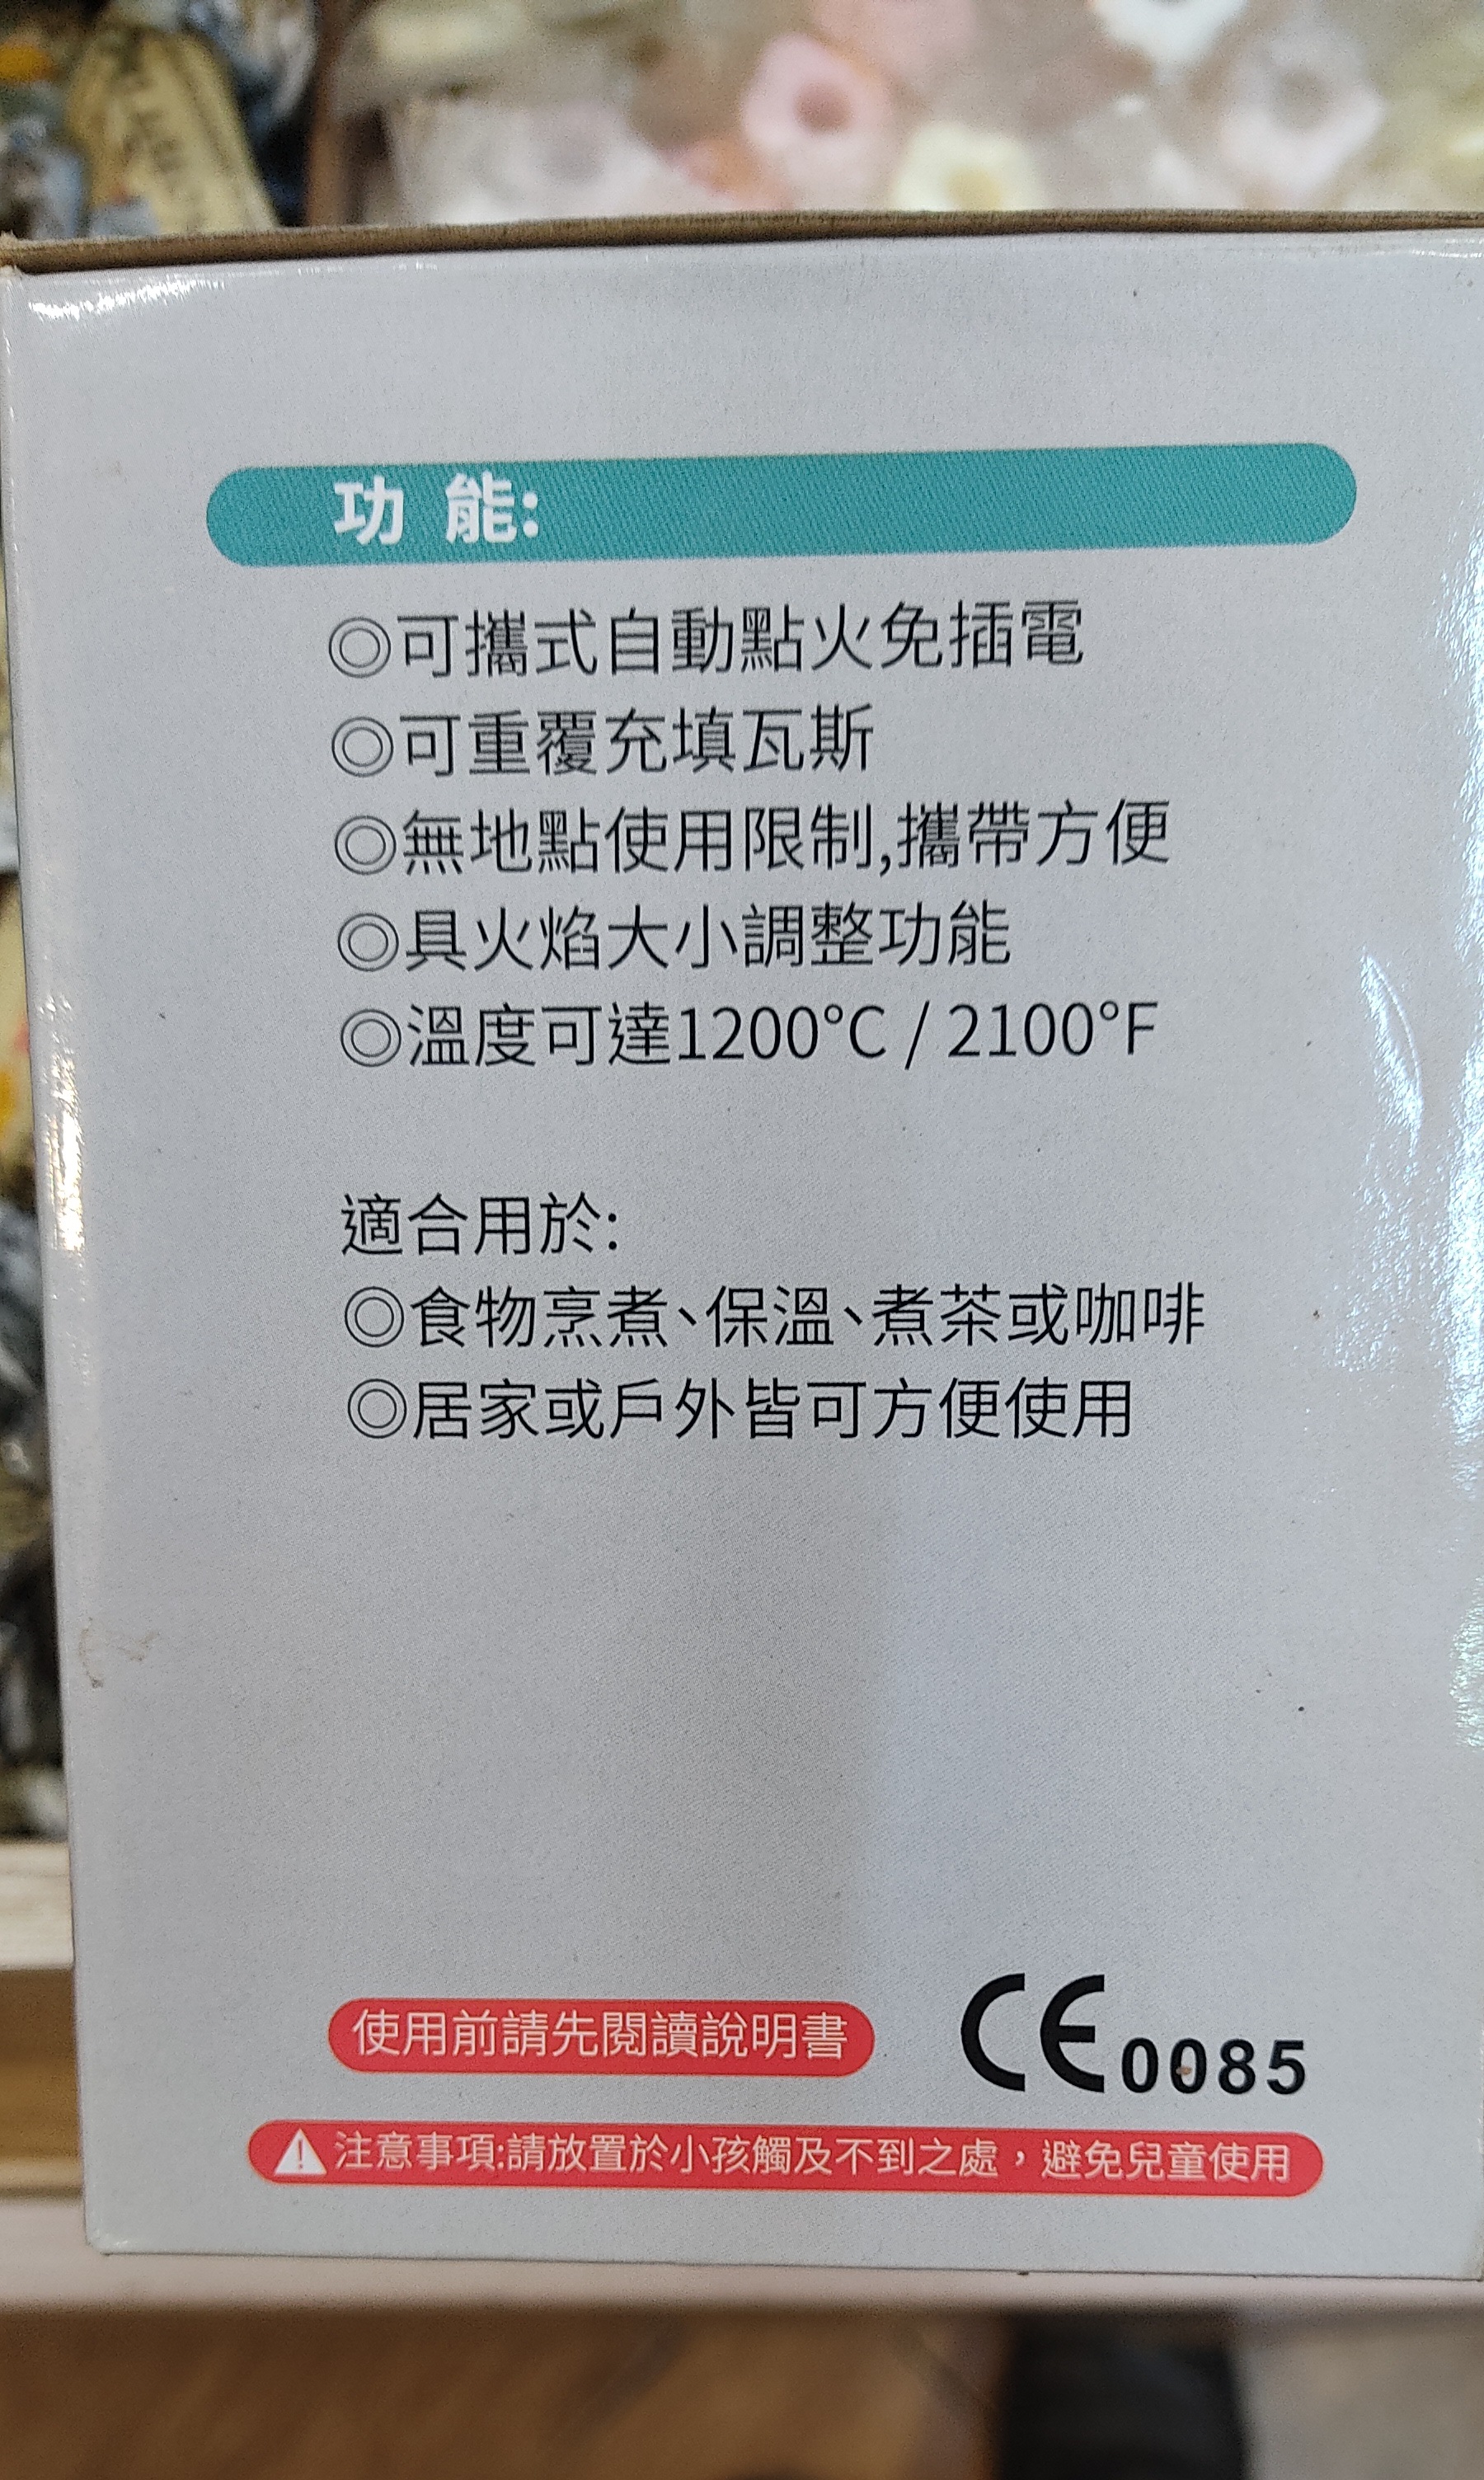 功 能:
◎可攜式自動點火免插電
◎可重覆充填瓦斯
◎無地點使用限制,攜帶方便
◎具火焰大小調整功能
◎溫度可達1200°C / 2100°F
適合用於:
◎食物烹煮、保溫、煮茶或咖啡
◎居家或戶外皆可方便使用
使用前請先閱讀說明書
CE 0085
注意事項:請放置於小孩觸及不到之處，避免兒童使用